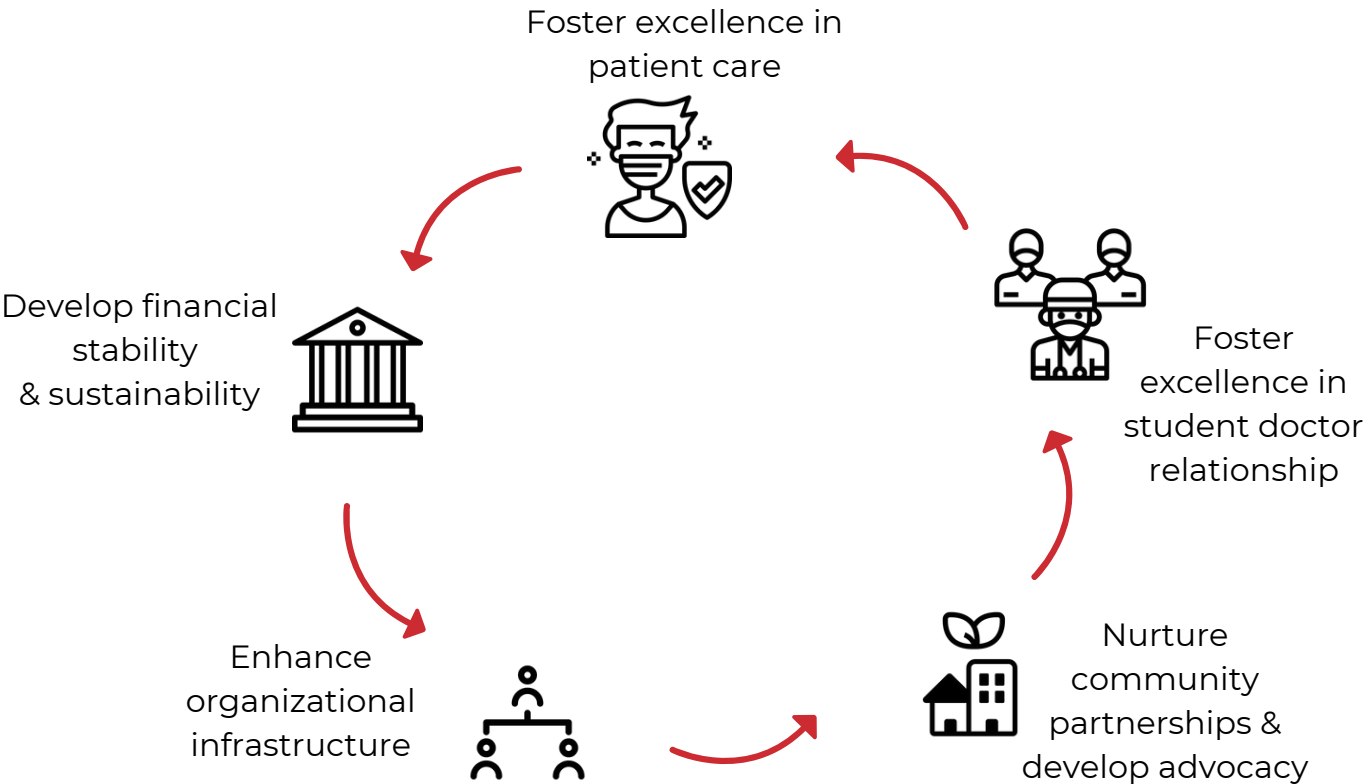 Foster excellence in
patient care
Develop financial
stability
& sustainability
Foster
excellence in
student doctor
relationship
Enhance
organizational
infrastructure
Nurture
community
partnerships &
develop advocacy